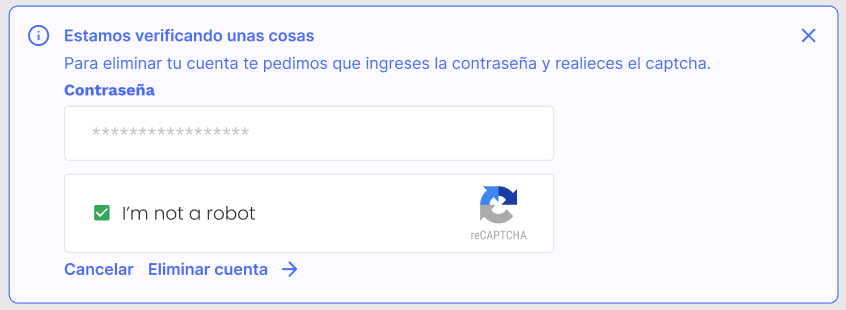 Estamos verificando unas cosas
Para eliminar tu cuenta te pedimos que ingreses la contraseña y realieces el captcha.
Contraseña
*****************
I'm not a robot
reCAPTCHA
Cancelar Eliminar cuenta